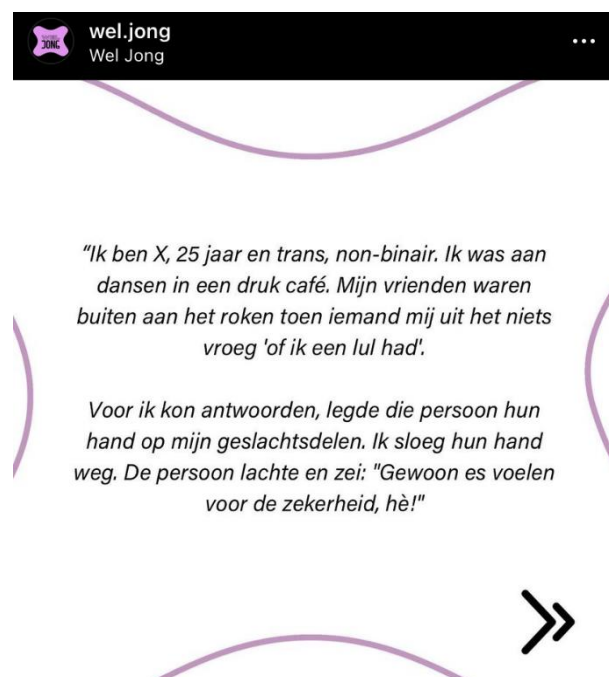 wel.jong
Wel Jong
JONG
“Ik ben X, 25 jaar en trans, non-binair. Ik was aan
dansen in een druk café. Mijn vrienden waren
buiten aan het roken toen iemand mij uit het niets
vroeg 'of ik een lul had'.
Voor ik kon antwoorden, legde die persoon hun
hand op mijn geslachtsdelen. Ik sloeg hun hand
weg. De persoon lachte en zei: "Gewoon es voelen
voor de zekerheid, hè!"